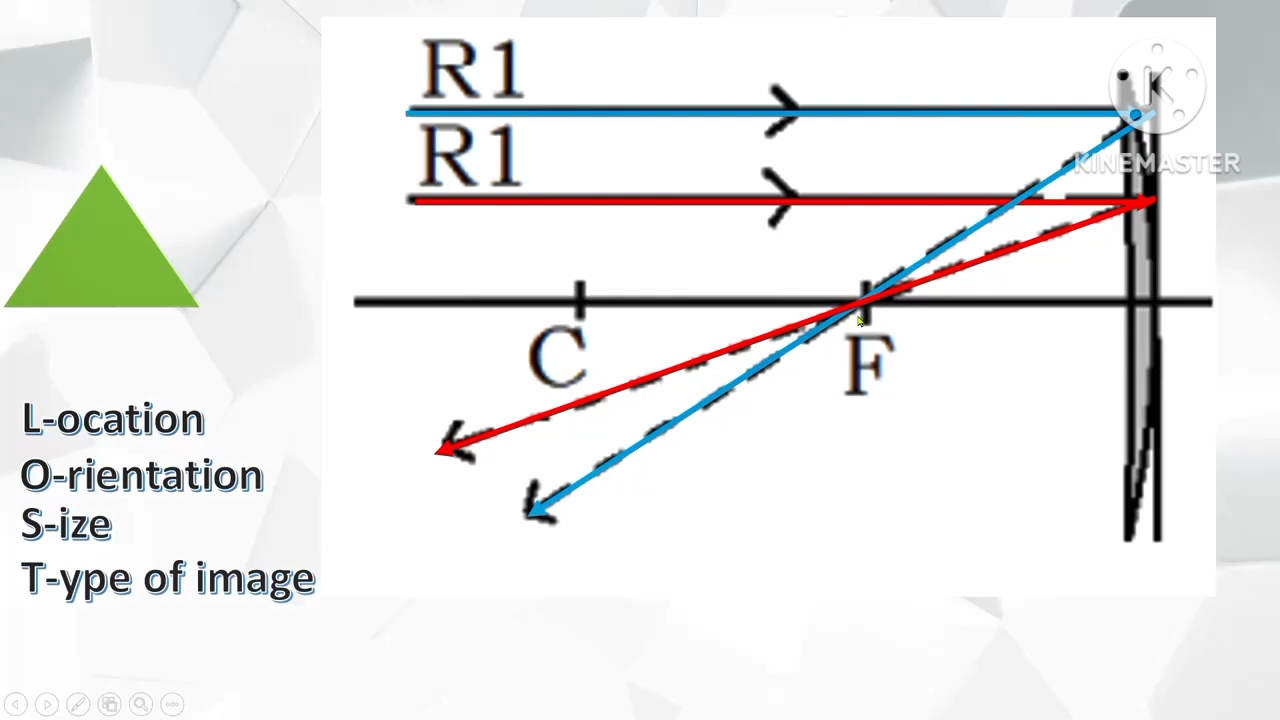 R1
K
KINEMASTER
R1
C
F
L-ocation
O-rientation
S-ize
T-ype of image